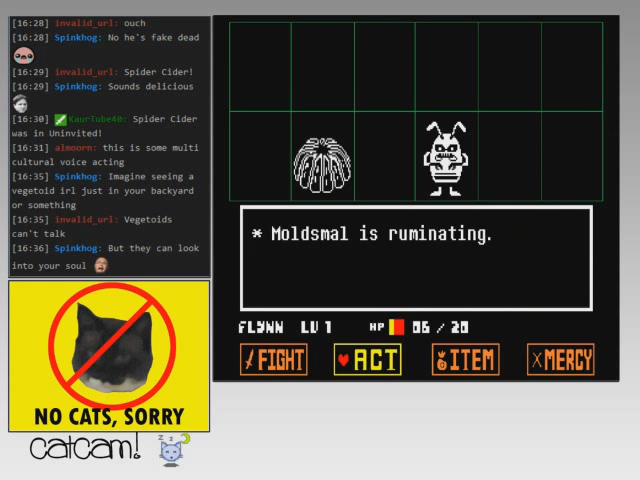 [16:28] invalid_url: ouch
[16:28] Spinkhog: No he's fake dead
[16:29] invalid_url: Spider Cider!
[16:29] Spinkhog: Sounds delicious
[16:30] KaurTube40: Spider Cider
was in Uninvited!
[16:31] almoorn: this is some multi
cultural voice acting
[16:35] Spinkhog: Imagine seeing a
vegetoid irl just in your backyard
or something
[16:35] invalid_url: Vegetoids
can't talk
[16:36] Spinkhog: But they can look
into your soul
NO CATS, SORRY
catcam!
z z z
* Moldsmal is ruminating.
FLYNN LV 1 HP 06 / 20
FIGHT ACT ITEM MERCY